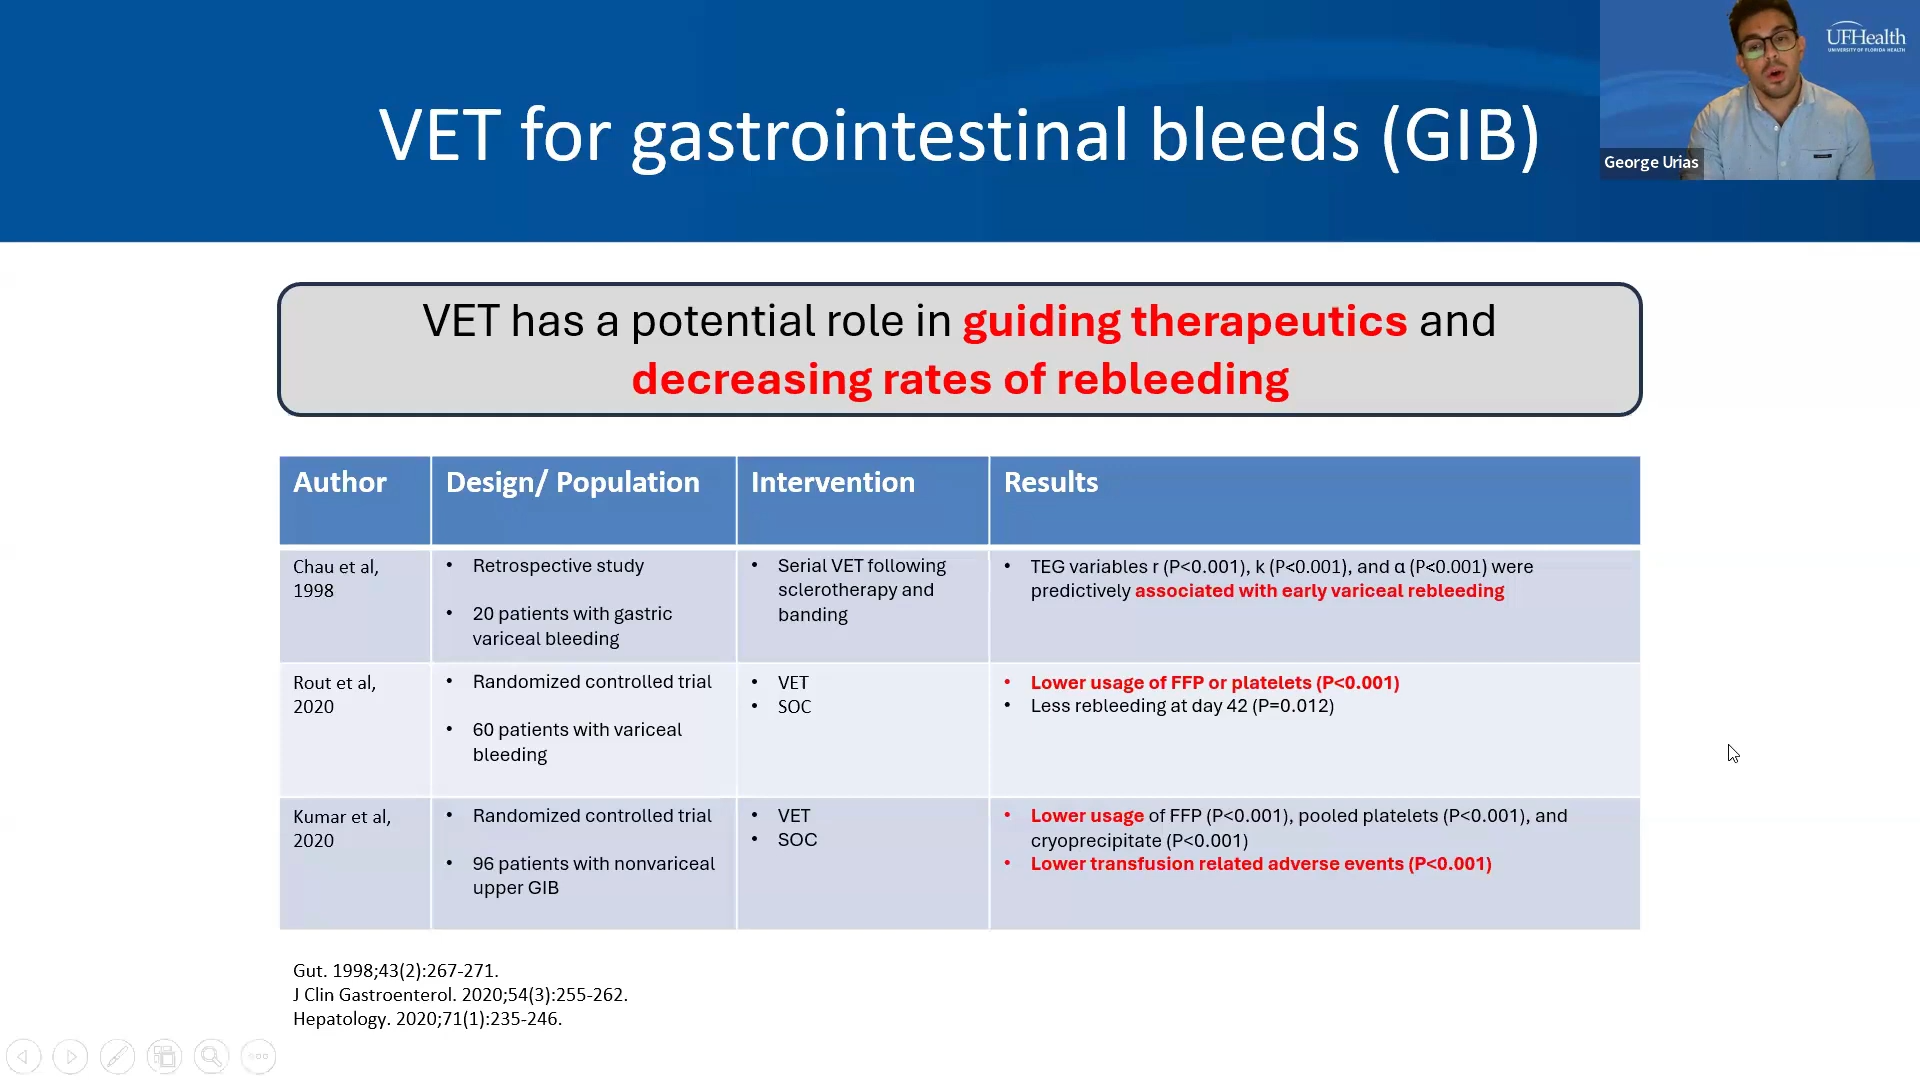 VET for gastrointestinal bleeds (GIB)
UFHealth
UNIVERSITY OF FLORIDA HEALTH
George Urias
VET has a potential role in guiding therapeutics and
decreasing rates of rebleeding
Author
Design/ Population
Intervention
Results
Chau et al,
1998
• Retrospective study
• 20 patients with gastric
variceal bleeding
• Serial VET following
sclerotherapy and
banding
• TEG variables r (P<0.001), k (P<0.001), and α (P<0.001) were
predictively associated with early variceal rebleeding
Rout et al,
2020
• Randomized controlled trial
• 60 patients with variceal
bleeding
• VET
• SOC
• Lower usage of FFP or platelets (P<0.001)
• Less rebleeding at day 42 (P=0.012)
Kumar et al,
2020
• Randomized controlled trial
• 96 patients with nonvariceal
upper GIB
• VET
• SOC
• Lower usage of FFP (P<0.001), pooled platelets (P<0.001), and
cryoprecipitate (P<0.001)
• Lower transfusion related adverse events (P<0.001)
Gut. 1998;43(2):267-271.
J Clin Gastroenterol. 2020;54(3):255-262.
Hepatology. 2020;71(1):235-246.